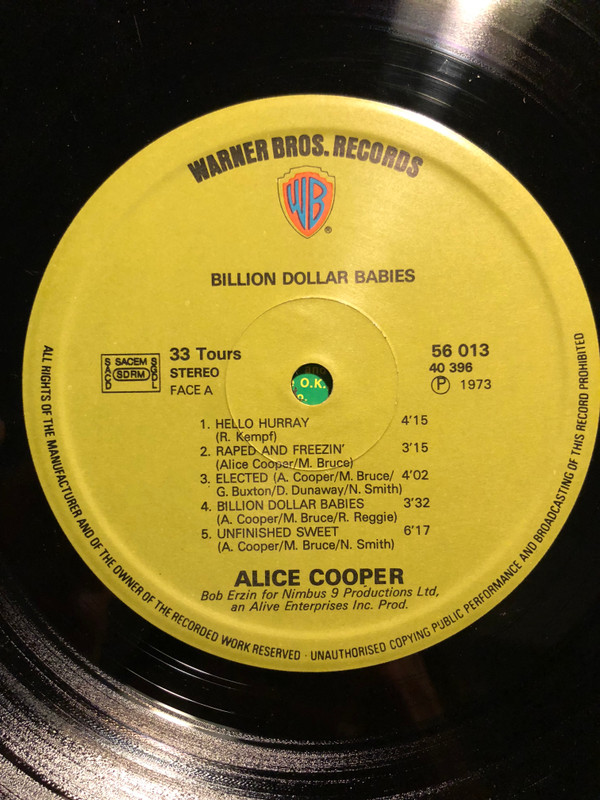 WARNER BROS. RECORDS
WB
®
BILLION DOLLAR BABIES
SACEM
SACD
SDRM
SGDL
33 Tours
STEREO
FACE A
56 013
40 396
Ⓟ 1973
O.K.
1. HELLO HURRAY 4'15
(R. Kempf)
2. RAPED AND FREEZIN' 3'15
(Alice Cooper/M. Bruce)
3. ELECTED (A. Cooper/M. Bruce/ 4'02
G. Buxton/D. Dunaway/N. Smith)
4. BILLION DOLLAR BABIES 3'32
(A. Cooper/M. Bruce/R. Reggie)
5. UNFINISHED SWEET 6'17
(A. Cooper/M. Bruce/N. Smith)
ALICE COOPER
Bob Erzin for Nimbus 9 Productions Ltd,
an Alive Enterprises Inc. Prod.
ALL RIGHTS OF THE MANUFACTURER AND OF THE OWNER OF THE RECORDED WORK RESERVED · UNAUTHORISED COPYING PUBLIC PERFORMANCE AND BROADCASTING OF THIS RECORD PROHIBITED